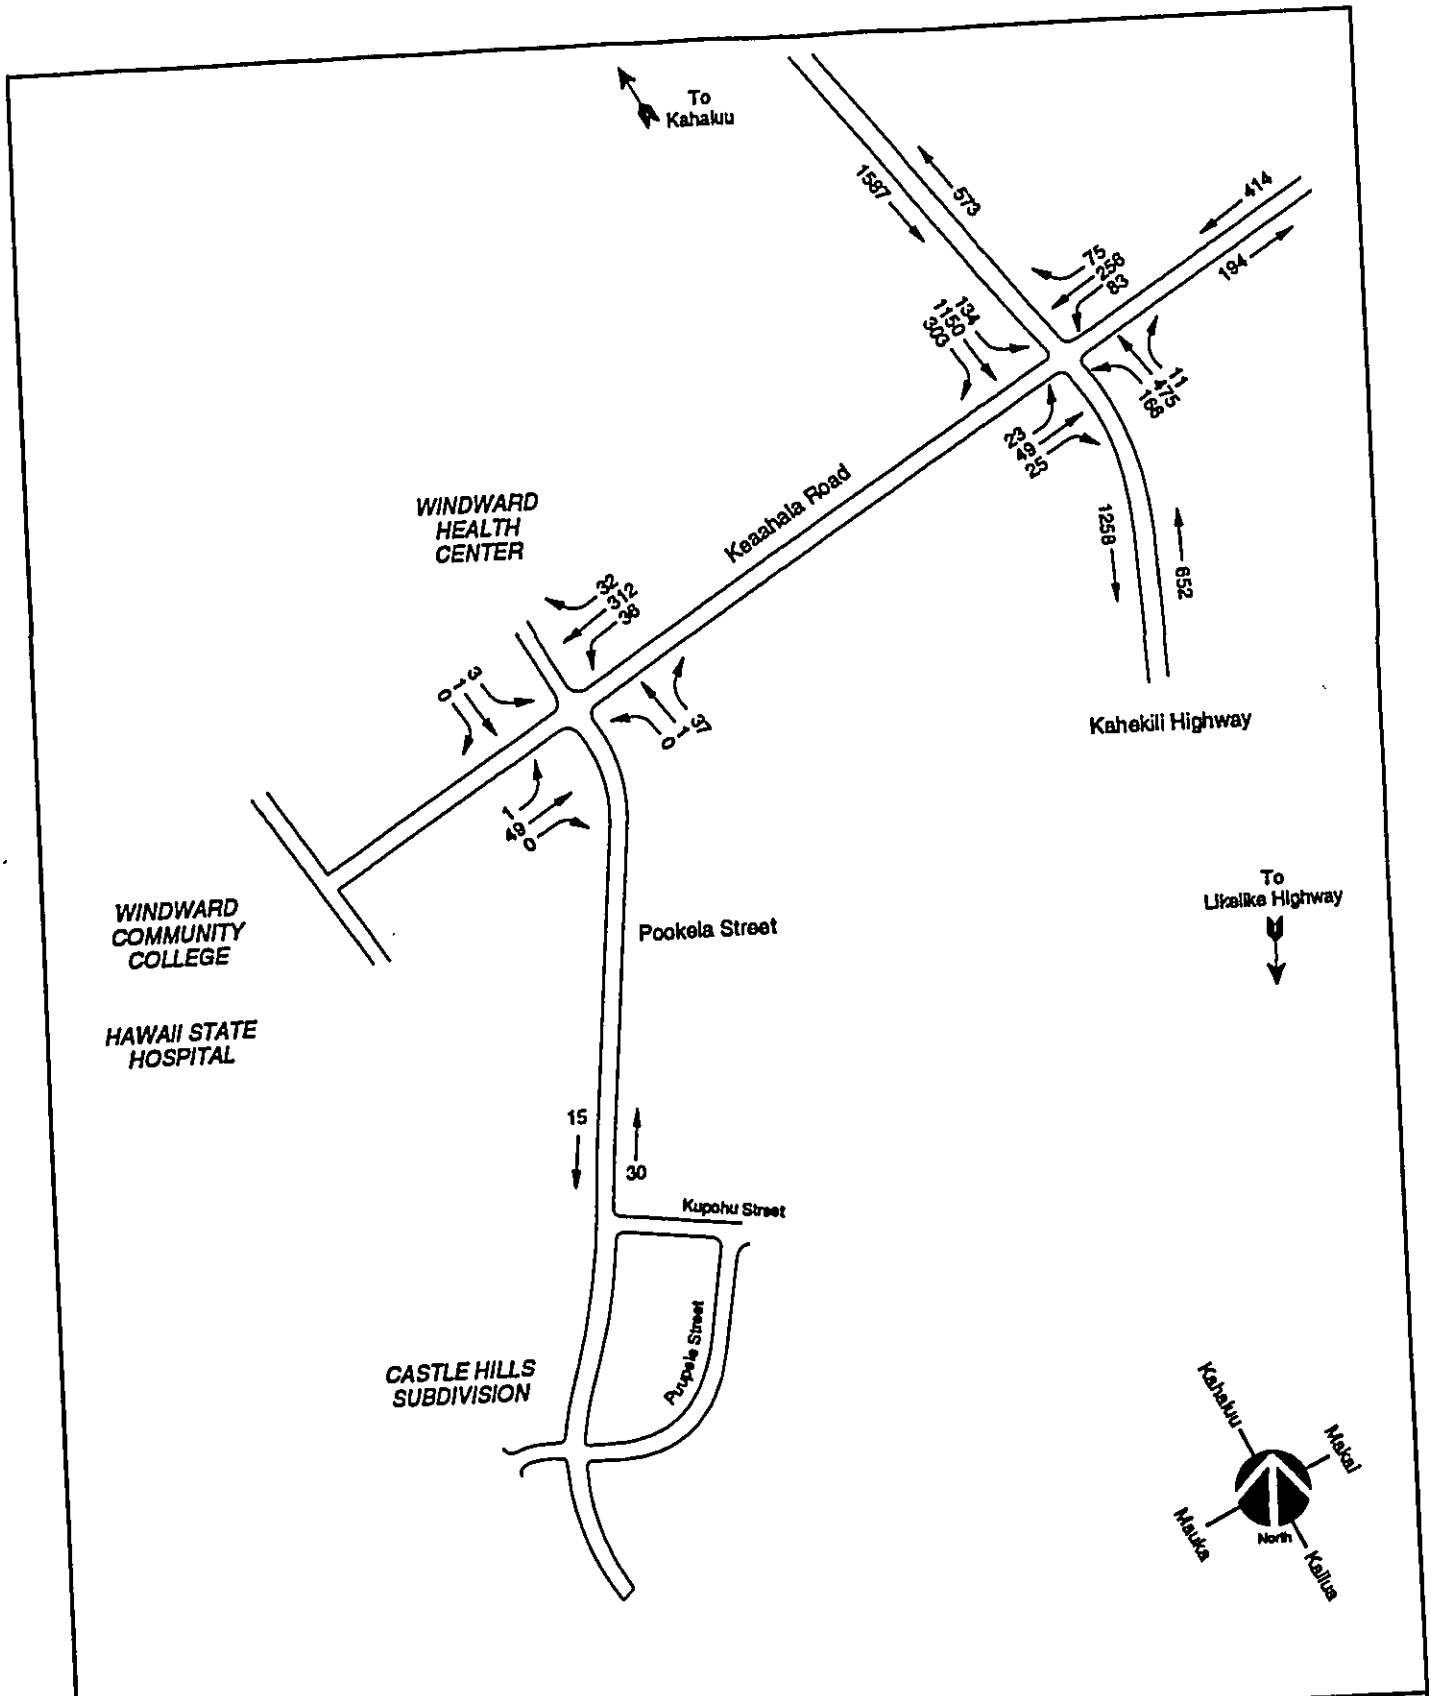 To
Kahaluu
1587
573
414
194
75
256
83
134
1150
303
11
475
166
23
49
25
Keaahala Road
1258
652
WINDWARD
HEALTH
CENTER
32
312
36
3
1
0
37
1
0
1
49
0
Kahekili Highway
WINDWARD
COMMUNITY
COLLEGE
Pookela Street
To
Likelike Highway
HAWAII STATE
HOSPITAL
15
30
Kupohu Street
Puupele Street
CASTLE HILLS
SUBDIVISION
Kahaluu
Makai
Mauka
North
Kailua